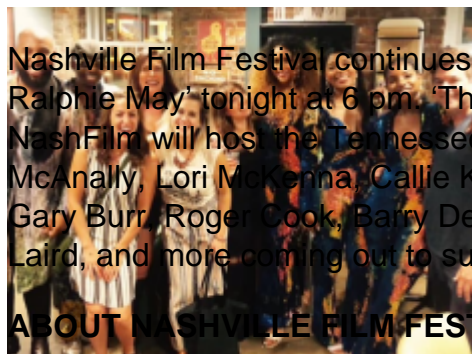 Nashville Film Festival continues
Ralphie May’ tonight at 6 pm. ‘Th
NashFilm will host the Tennessee
McAnally, Lori McKenna, Callie K
Gary Burr, Roger Cook, Barry De
Laird, and more coming out to su
ABOUT NASHVILLE FILM FEST